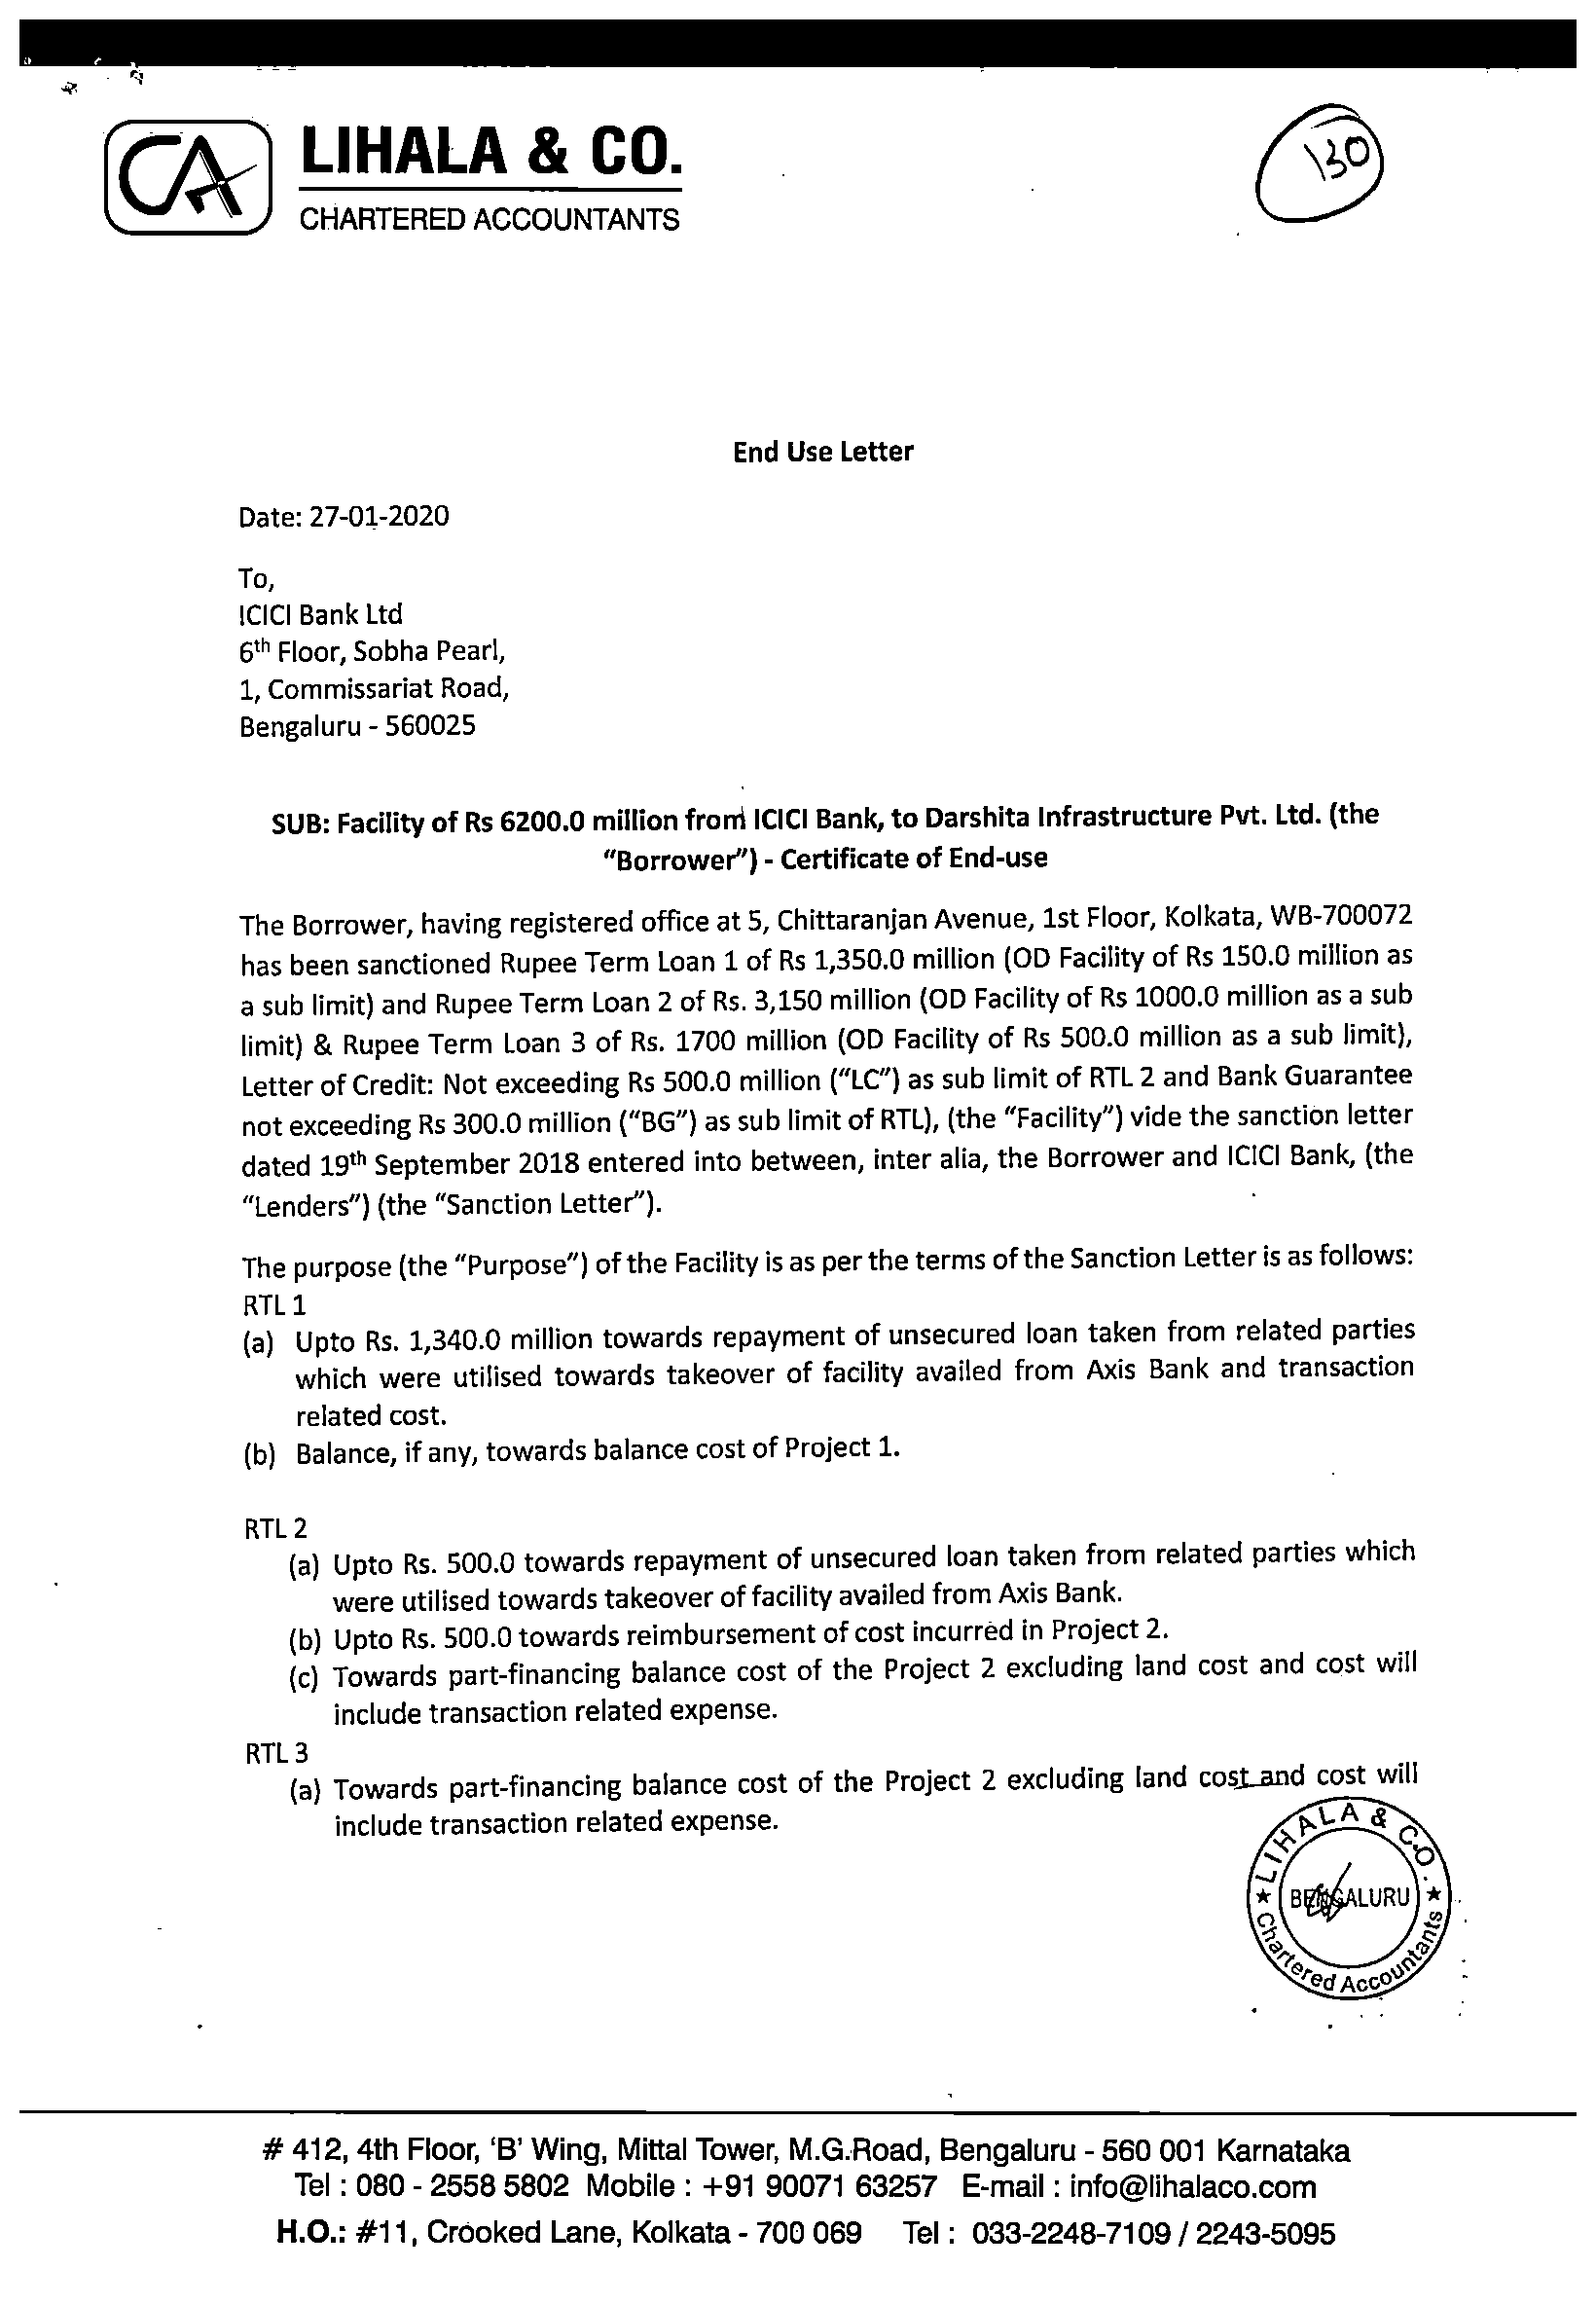 CA LIHALA & CO.
CHARTERED ACCOUNTANTS
130
End Use Letter
Date: 27-01-2020
To,
ICICI Bank Ltd
6th Floor, Sobha Pearl,
1, Commissariat Road,
Bengaluru - 560025
SUB: Facility of Rs 6200.0 million from ICICI Bank, to Darshita Infrastructure Pvt. Ltd. (the
“Borrower”) - Certificate of End-use
The Borrower, having registered office at 5, Chittaranjan Avenue, 1st Floor, Kolkata, WB-700072
has been sanctioned Rupee Term Loan 1 of Rs 1,350.0 million (OD Facility of Rs 150.0 million as
a sub limit) and Rupee Term Loan 2 of Rs. 3,150 million (OD Facility of Rs 1000.0 million as a sub
limit) & Rupee Term Loan 3 of Rs. 1700 million (OD Facility of Rs 500.0 million as a sub limit),
Letter of Credit: Not exceeding Rs 500.0 million (“LC”) as sub limit of RTL 2 and Bank Guarantee
not exceeding Rs 300.0 million (“BG”) as sub limit of RTL), (the “Facility”) vide the sanction letter
dated 19th September 2018 entered into between, inter alia, the Borrower and ICICI Bank, (the
“Lenders”) (the “Sanction Letter”).
The purpose (the “Purpose”) of the Facility is as per the terms of the Sanction Letter is as follows:
RTL 1
(a) Upto Rs. 1,340.0 million towards repayment of unsecured loan taken from related parties
which were utilised towards takeover of facility availed from Axis Bank and transaction
related cost.
(b) Balance, if any, towards balance cost of Project 1.
RTL 2
(a) Upto Rs. 500.0 towards repayment of unsecured loan taken from related parties which
were utilised towards takeover of facility availed from Axis Bank.
(b) Upto Rs. 500.0 towards reimbursement of cost incurred in Project 2.
(c) Towards part-financing balance cost of the Project 2 excluding land cost and cost will
include transaction related expense.
RTL 3
(a) Towards part-financing balance cost of the Project 2 excluding land cost and cost will
include transaction related expense.
LIHALA & CO.
BENGALURU
Chartered Accountants
# 412, 4th Floor, ‘B’ Wing, Mittal Tower, M.G.Road, Bengaluru - 560 001 Karnataka
Tel : 080 - 2558 5802 Mobile : +91 90071 63257 E-mail : info@lihalaco.com
H.O.: #11, Crooked Lane, Kolkata - 700 069 Tel : 033-2248-7109 / 2243-5095